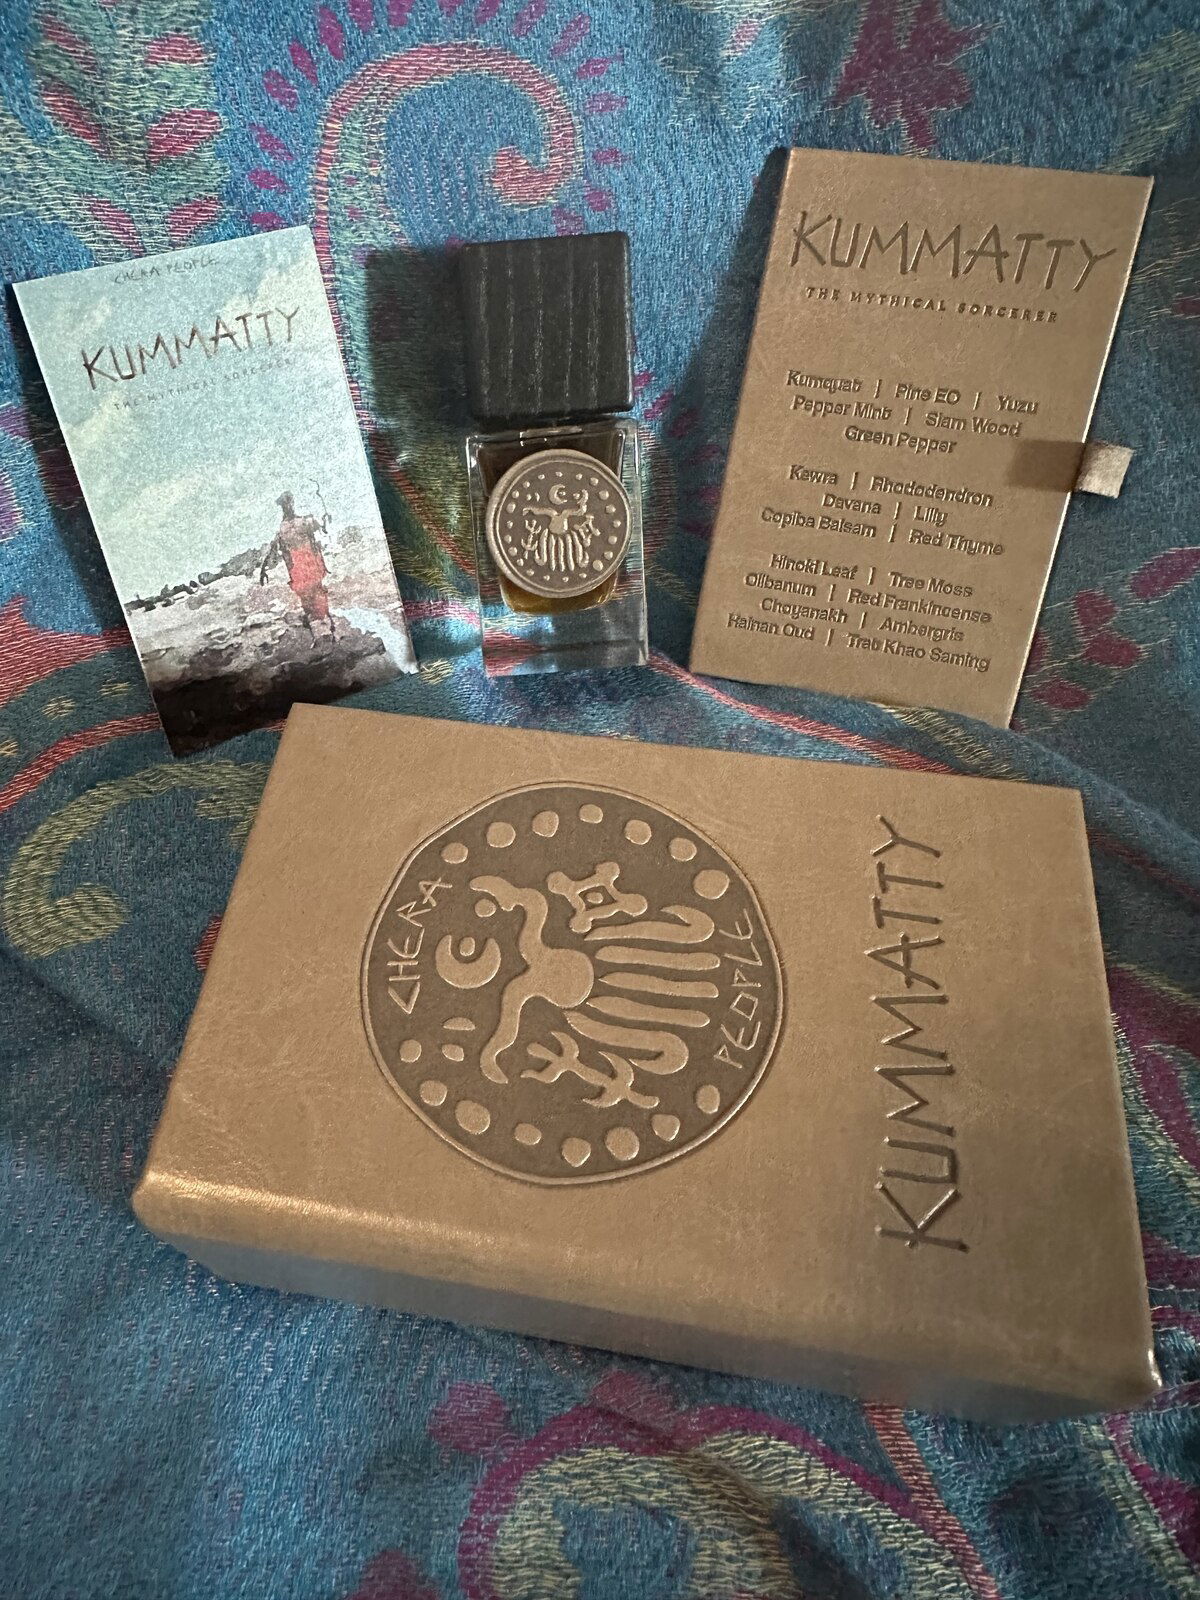 CHERA PEOPLE
KUMMATTY
THE MYTHICAL SORCERER
KUMMATTY
THE MYTHICAL SORCERER
Kumquat | Pine EO | Yuzu
Pepper Mint | Siam Wood
Green Pepper
Kewra | Rhododendron
Davana | Lilly
Copiba Balsam | Red Thyme
Hinoki Leaf | Tree Moss
Olibanum | Red Frankincense
Choyanakh | Ambergris
Hainan Oud | Trab Khao Saming
CHERA
PEOPLE
KUMMATTY